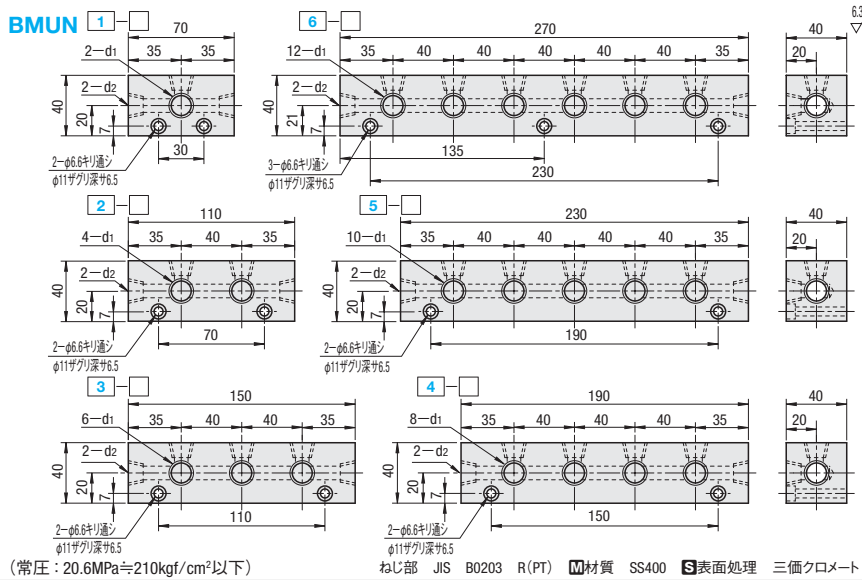 BMUN
1-□
70
35 35
2-d1
2-d2
40
20
7
30
2-φ6.6キリ通シ
φ11ザグリ深サ6.5
6-□
270
35 40 40 40 40 40 35
12-d1
2-d2
40
21
7
135
230
3-φ6.6キリ通シ
φ11ザグリ深サ6.5
40
20
6.3
2-□
110
35 40 35
4-d1
2-d2
40
20
7
70
2-φ6.6キリ通シ
φ11ザグリ深サ6.5
5-□
230
35 40 40 40 40 35
10-d1
2-d2
40
20
7
190
2-φ6.6キリ通シ
φ11ザグリ深サ6.5
40
20
3-□
150
35 40 40 35
6-d1
2-d2
40
20
7
110
2-φ6.6キリ通シ
φ11ザグリ深サ6.5
4-□
190
35 40 40 40 35
8-d1
2-d2
40
20
7
150
2-φ6.6キリ通シ
φ11ザグリ深サ6.5
40
20
(常圧:20.6MPa≒210kgf/cm²以下)
ねじ部 JIS B0203 R(PT) M材質 SS400 S表面処理 三価クロメート